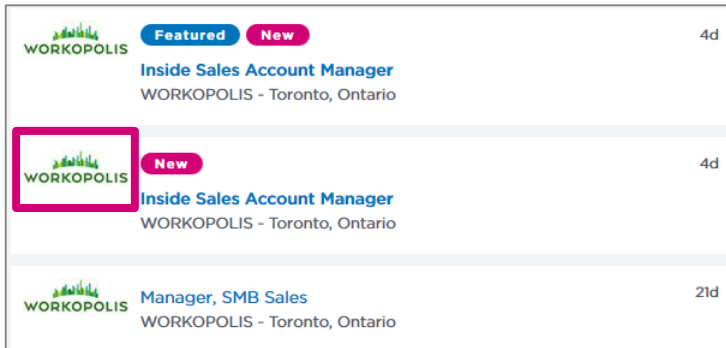 WORKOPOLIS
Featured New 4d
Inside Sales Account Manager
WORKOPOLIS - Toronto, Ontario
WORKOPOLIS
New 4d
Inside Sales Account Manager
WORKOPOLIS - Toronto, Ontario
WORKOPOLIS
Manager, SMB Sales 21d
WORKOPOLIS - Toronto, Ontario